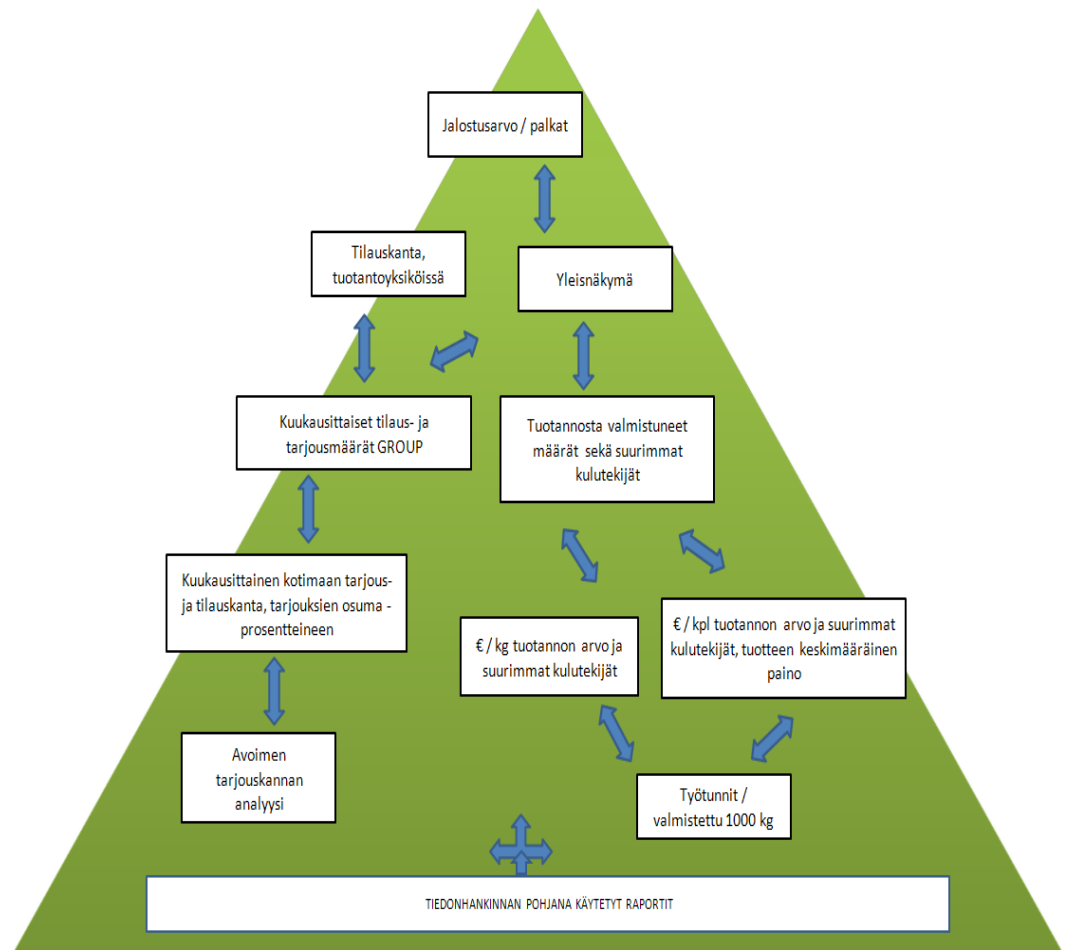 Jalostusarvo / palkat
Tilauskanta,
tuotantoyksiköissä
Yleisnäkymä
Kuukausittaiset tilaus- ja
tarjousmäärät GROUP
Tuotannosta valmistuneet
määrät sekä suurimmat
kulutekijät
Kuukausittainen kotimaan tarjous-
ja tilauskanta, tarjouksien osuma -
prosentteineen
€ / kg tuotannon arvo ja
suurimmat kulutekijät
€ / kpl tuotannon arvo ja suurimmat
kulutekijät, tuotteen keskimääräinen
paino
Avoimen
tarjouskannan
analyysi
Työtunnit /
valmistettu 1000 kg
TIEDONHANKINNAN POHJANA KÄYTETYT RAPORTIT